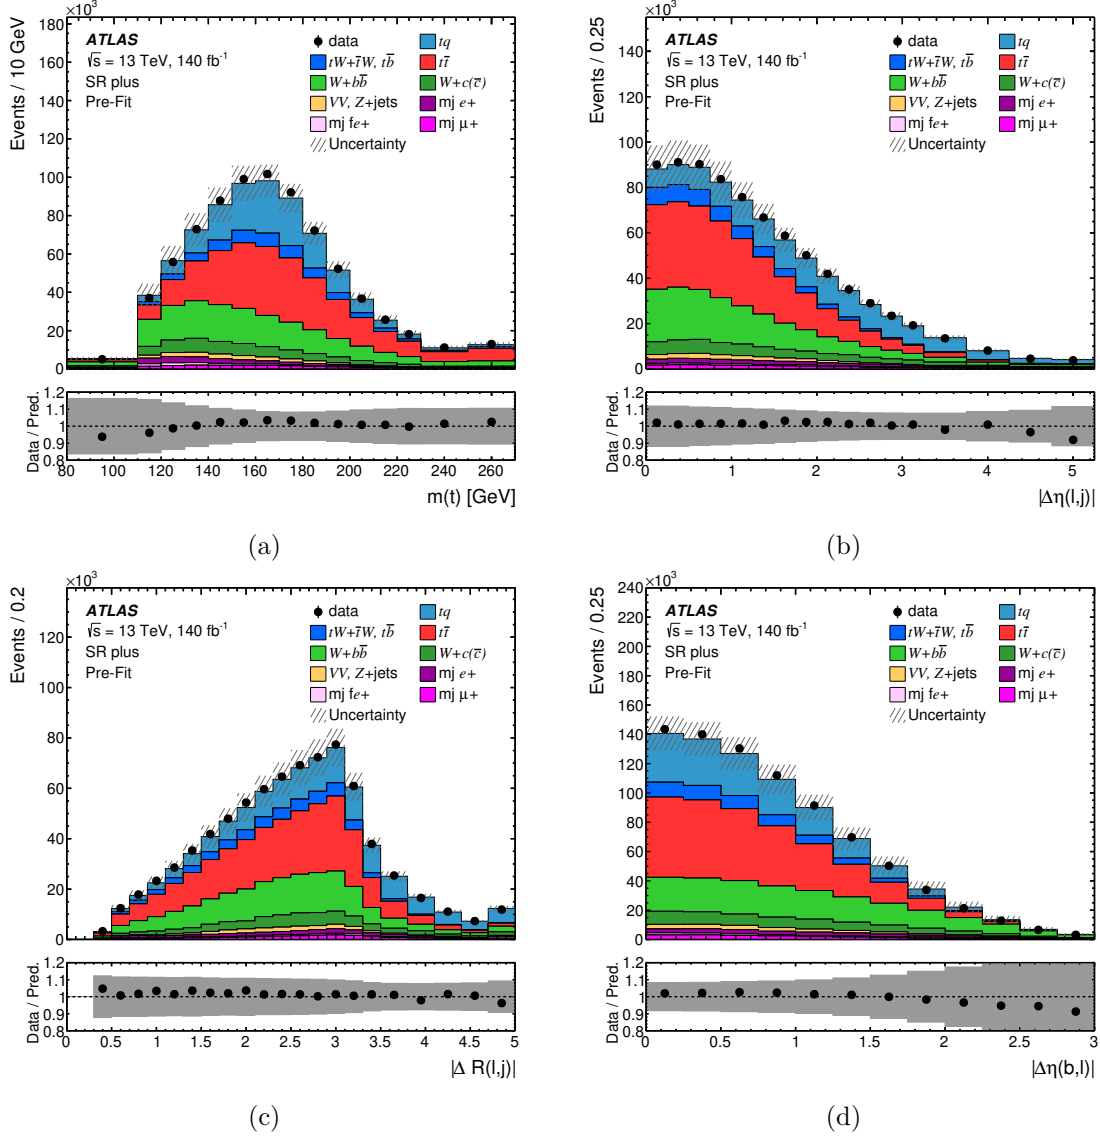 ×10³
Events / 10 GeV
180
160
140
120
100
80
60
40
20
0
ATLAS
√s = 13 TeV, 140 fb⁻¹
SR plus
Pre-Fit
data
tq
tW+t̅W, tb̅
tt̅
W+bb̅
W+c(c̅)
VV, Z+jets
mj e+
mj fe+
mj μ+
Uncertainty
Data / Pred.
1.2
1.1
1
0.9
0.8
80 100 120 140 160 180 200 220 240 260
m(t) [GeV]
(a)
×10³
Events / 0.25
140
120
100
80
60
40
20
0
ATLAS
√s = 13 TeV, 140 fb⁻¹
SR plus
Pre-Fit
data
tq
tW+t̅W, tb̅
tt̅
W+bb̅
W+c(c̅)
VV, Z+jets
mj e+
mj fe+
mj μ+
Uncertainty
Data / Pred.
1.2
1.1
1
0.9
0.8
0 1 2 3 4 5
|Δη(l,j)|
(b)
×10³
Events / 0.2
120
100
80
60
40
20
0
ATLAS
√s = 13 TeV, 140 fb⁻¹
SR plus
Pre-Fit
data
tq
tW+t̅W, tb̅
tt̅
W+bb̅
W+c(c̅)
VV, Z+jets
mj e+
mj fe+
mj μ+
Uncertainty
Data / Pred.
1.2
1.1
1
0.9
0.8
0 0.5 1 1.5 2 2.5 3 3.5 4 4.5 5
|Δ R(l,j)|
(c)
×10³
Events / 0.25
240
220
200
180
160
140
120
100
80
60
40
20
0
ATLAS
√s = 13 TeV, 140 fb⁻¹
SR plus
Pre-Fit
data
tq
tW+t̅W, tb̅
tt̅
W+bb̅
W+c(c̅)
VV, Z+jets
mj e+
mj fe+
mj μ+
Uncertainty
Data / Pred.
1.2
1.1
1
0.9
0.8
0 0.5 1 1.5 2 2.5 3
|Δη(b,l)|
(d)